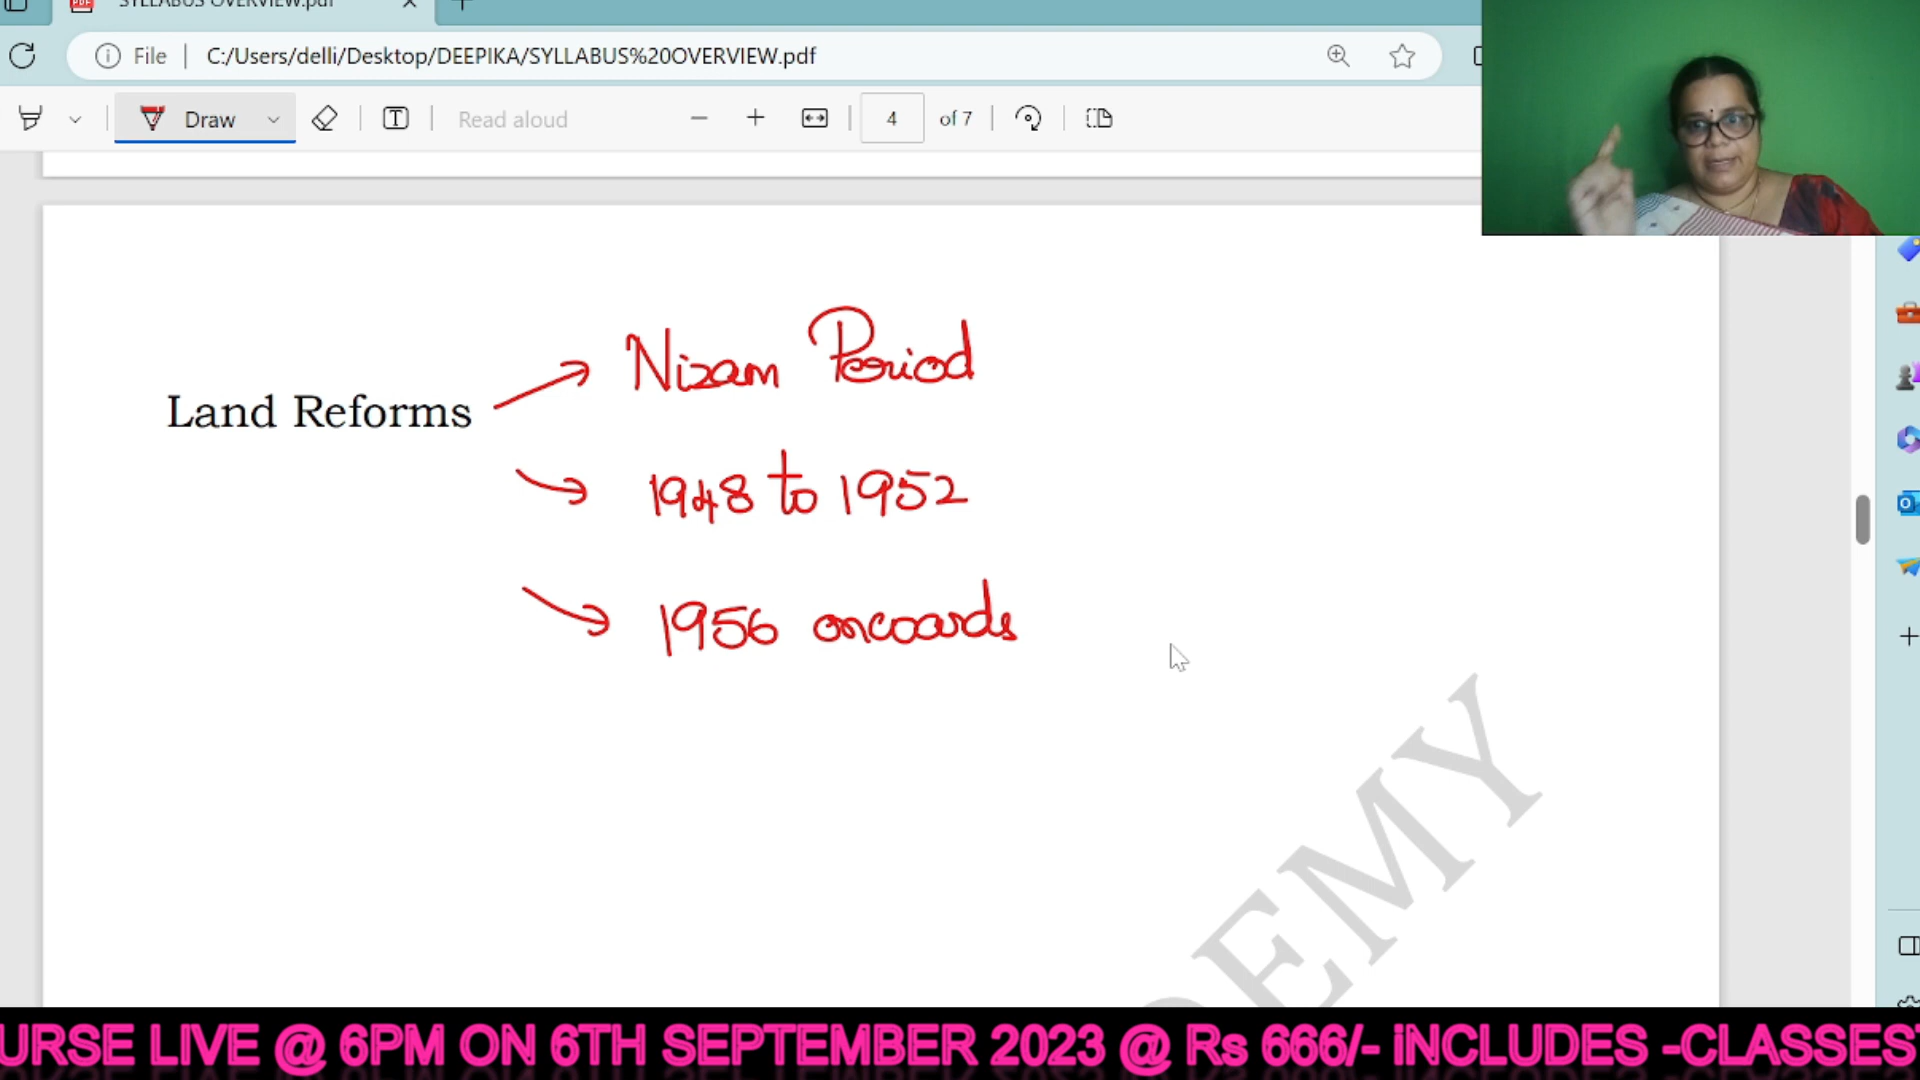 SYLLABUS OVERVIEW.pdf
File C:/Users/delli/Desktop/DEEPIKA/SYLLABUS%20OVERVIEW.pdf
Draw Read aloud 4 of 7
Nizam Period
Land Reforms
1948 to 1952
1956 onwards
EMY
URSE LIVE @ 6PM ON 6TH SEPTEMBER 2023 @ Rs 666/- iNCLUDES -CLASSES